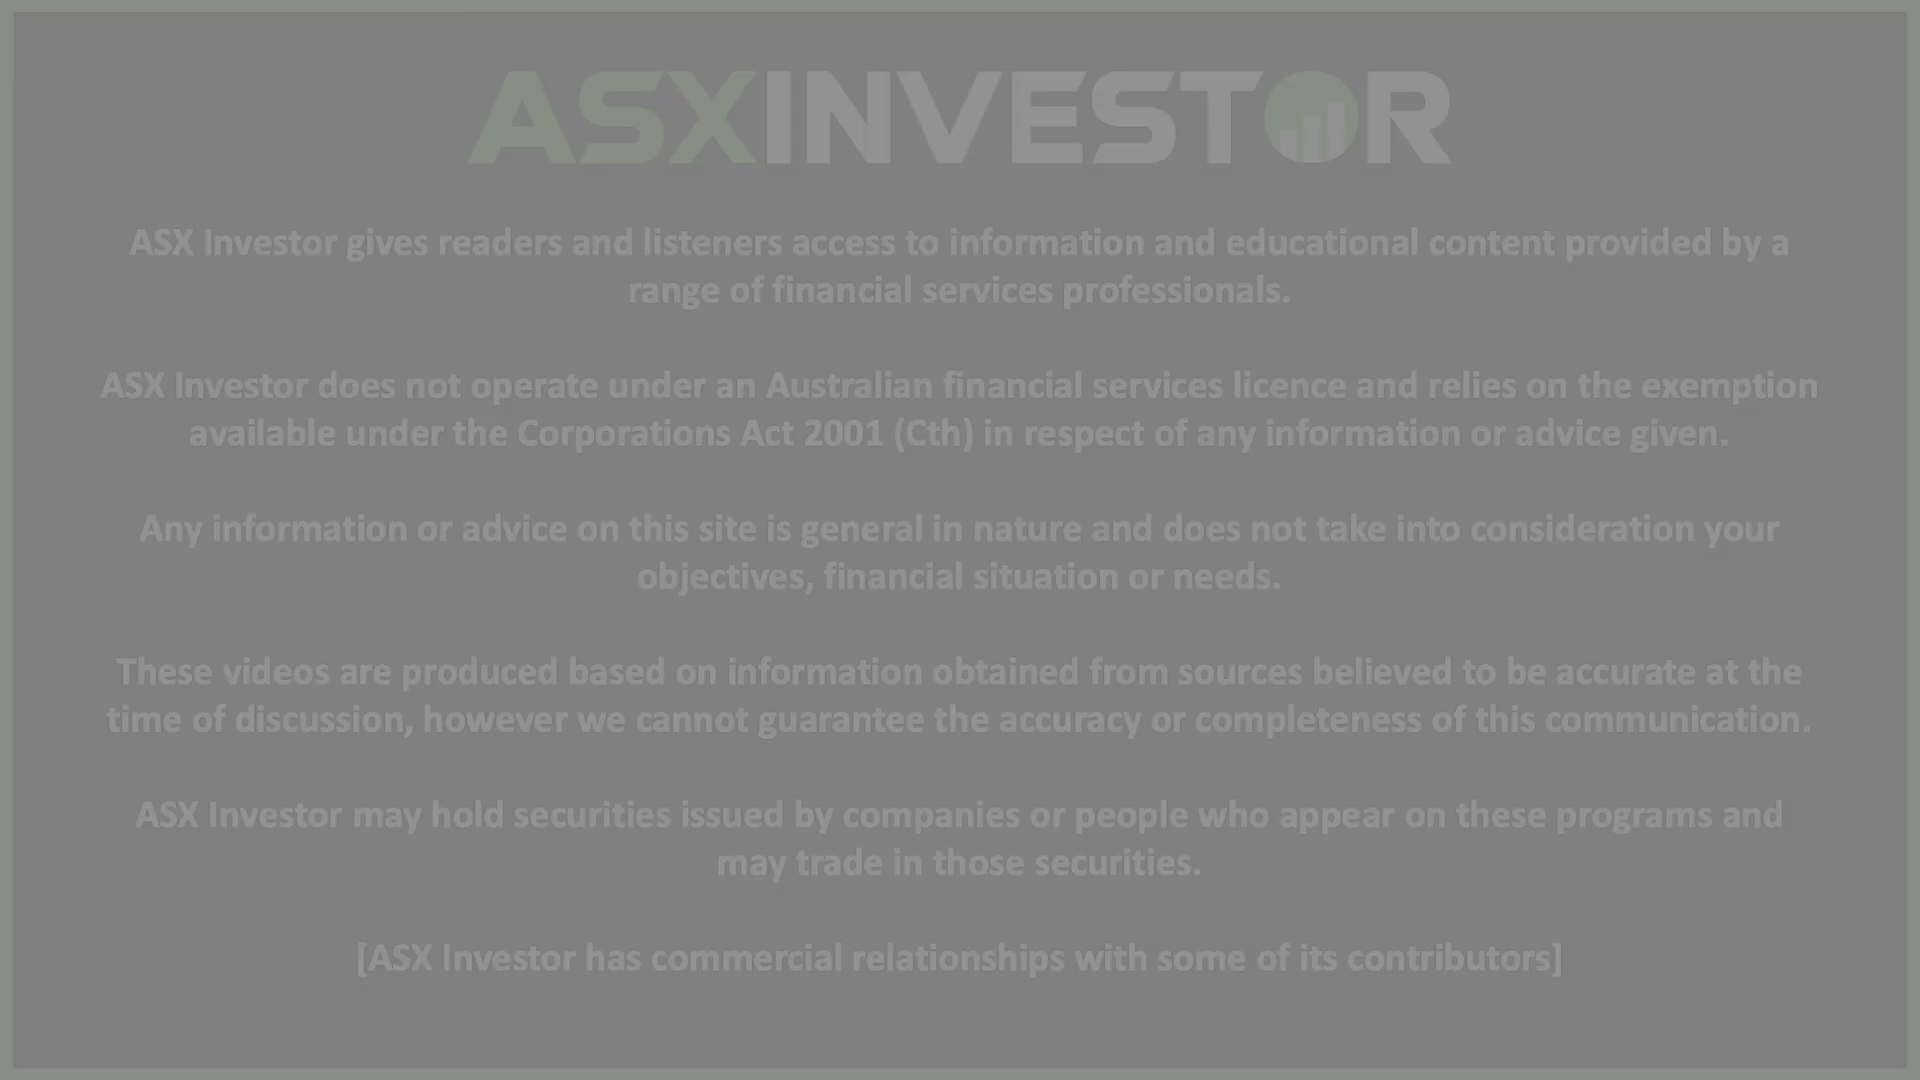 ASXINVESTOR
ASX Investor gives readers and listeners access to information and educational content provided by a
range of financial services professionals.
ASX Investor does not operate under an Australian financial services licence and relies on the exemption
available under the Corporations Act 2001 (Cth) in respect of any information or advice given.
Any information or advice on this site is general in nature and does not take into consideration your
objectives, financial situation or needs.
These videos are produced based on information obtained from sources believed to be accurate at the
time of discussion, however we cannot guarantee the accuracy or completeness of this communication.
ASX Investor may hold securities issued by companies or people who appear on these programs and
may trade in those securities.
[ASX Investor has commercial relationships with some of its contributors]